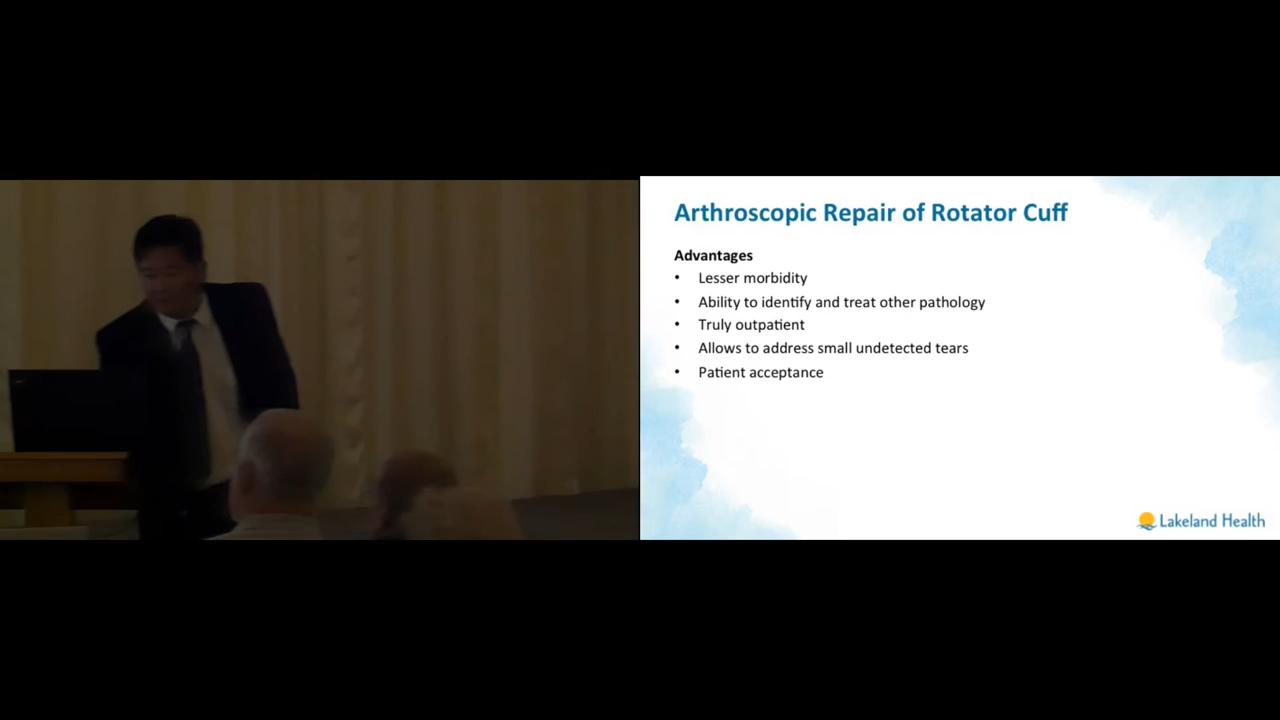 Arthroscopic Repair of Rotator Cuff
Advantages
• Lesser morbidity
• Ability to identify and treat other pathology
• Truly outpatient
• Allows to address small undetected tears
• Patient acceptance
Lakeland Health